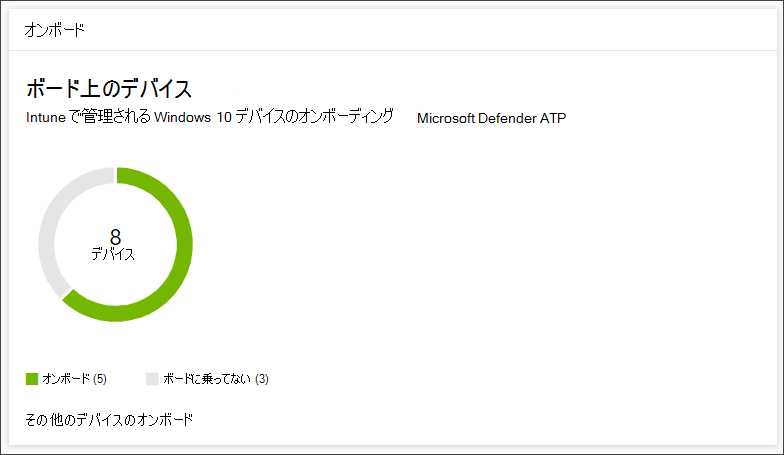 オンボード
ボード上のデバイス
Intune で管理される Windows 10 デバイスのオンボーディング Microsoft Defender ATP
8
デバイス
オンボード (5) ボードに乗ってない (3)
その他のデバイスのオンボード